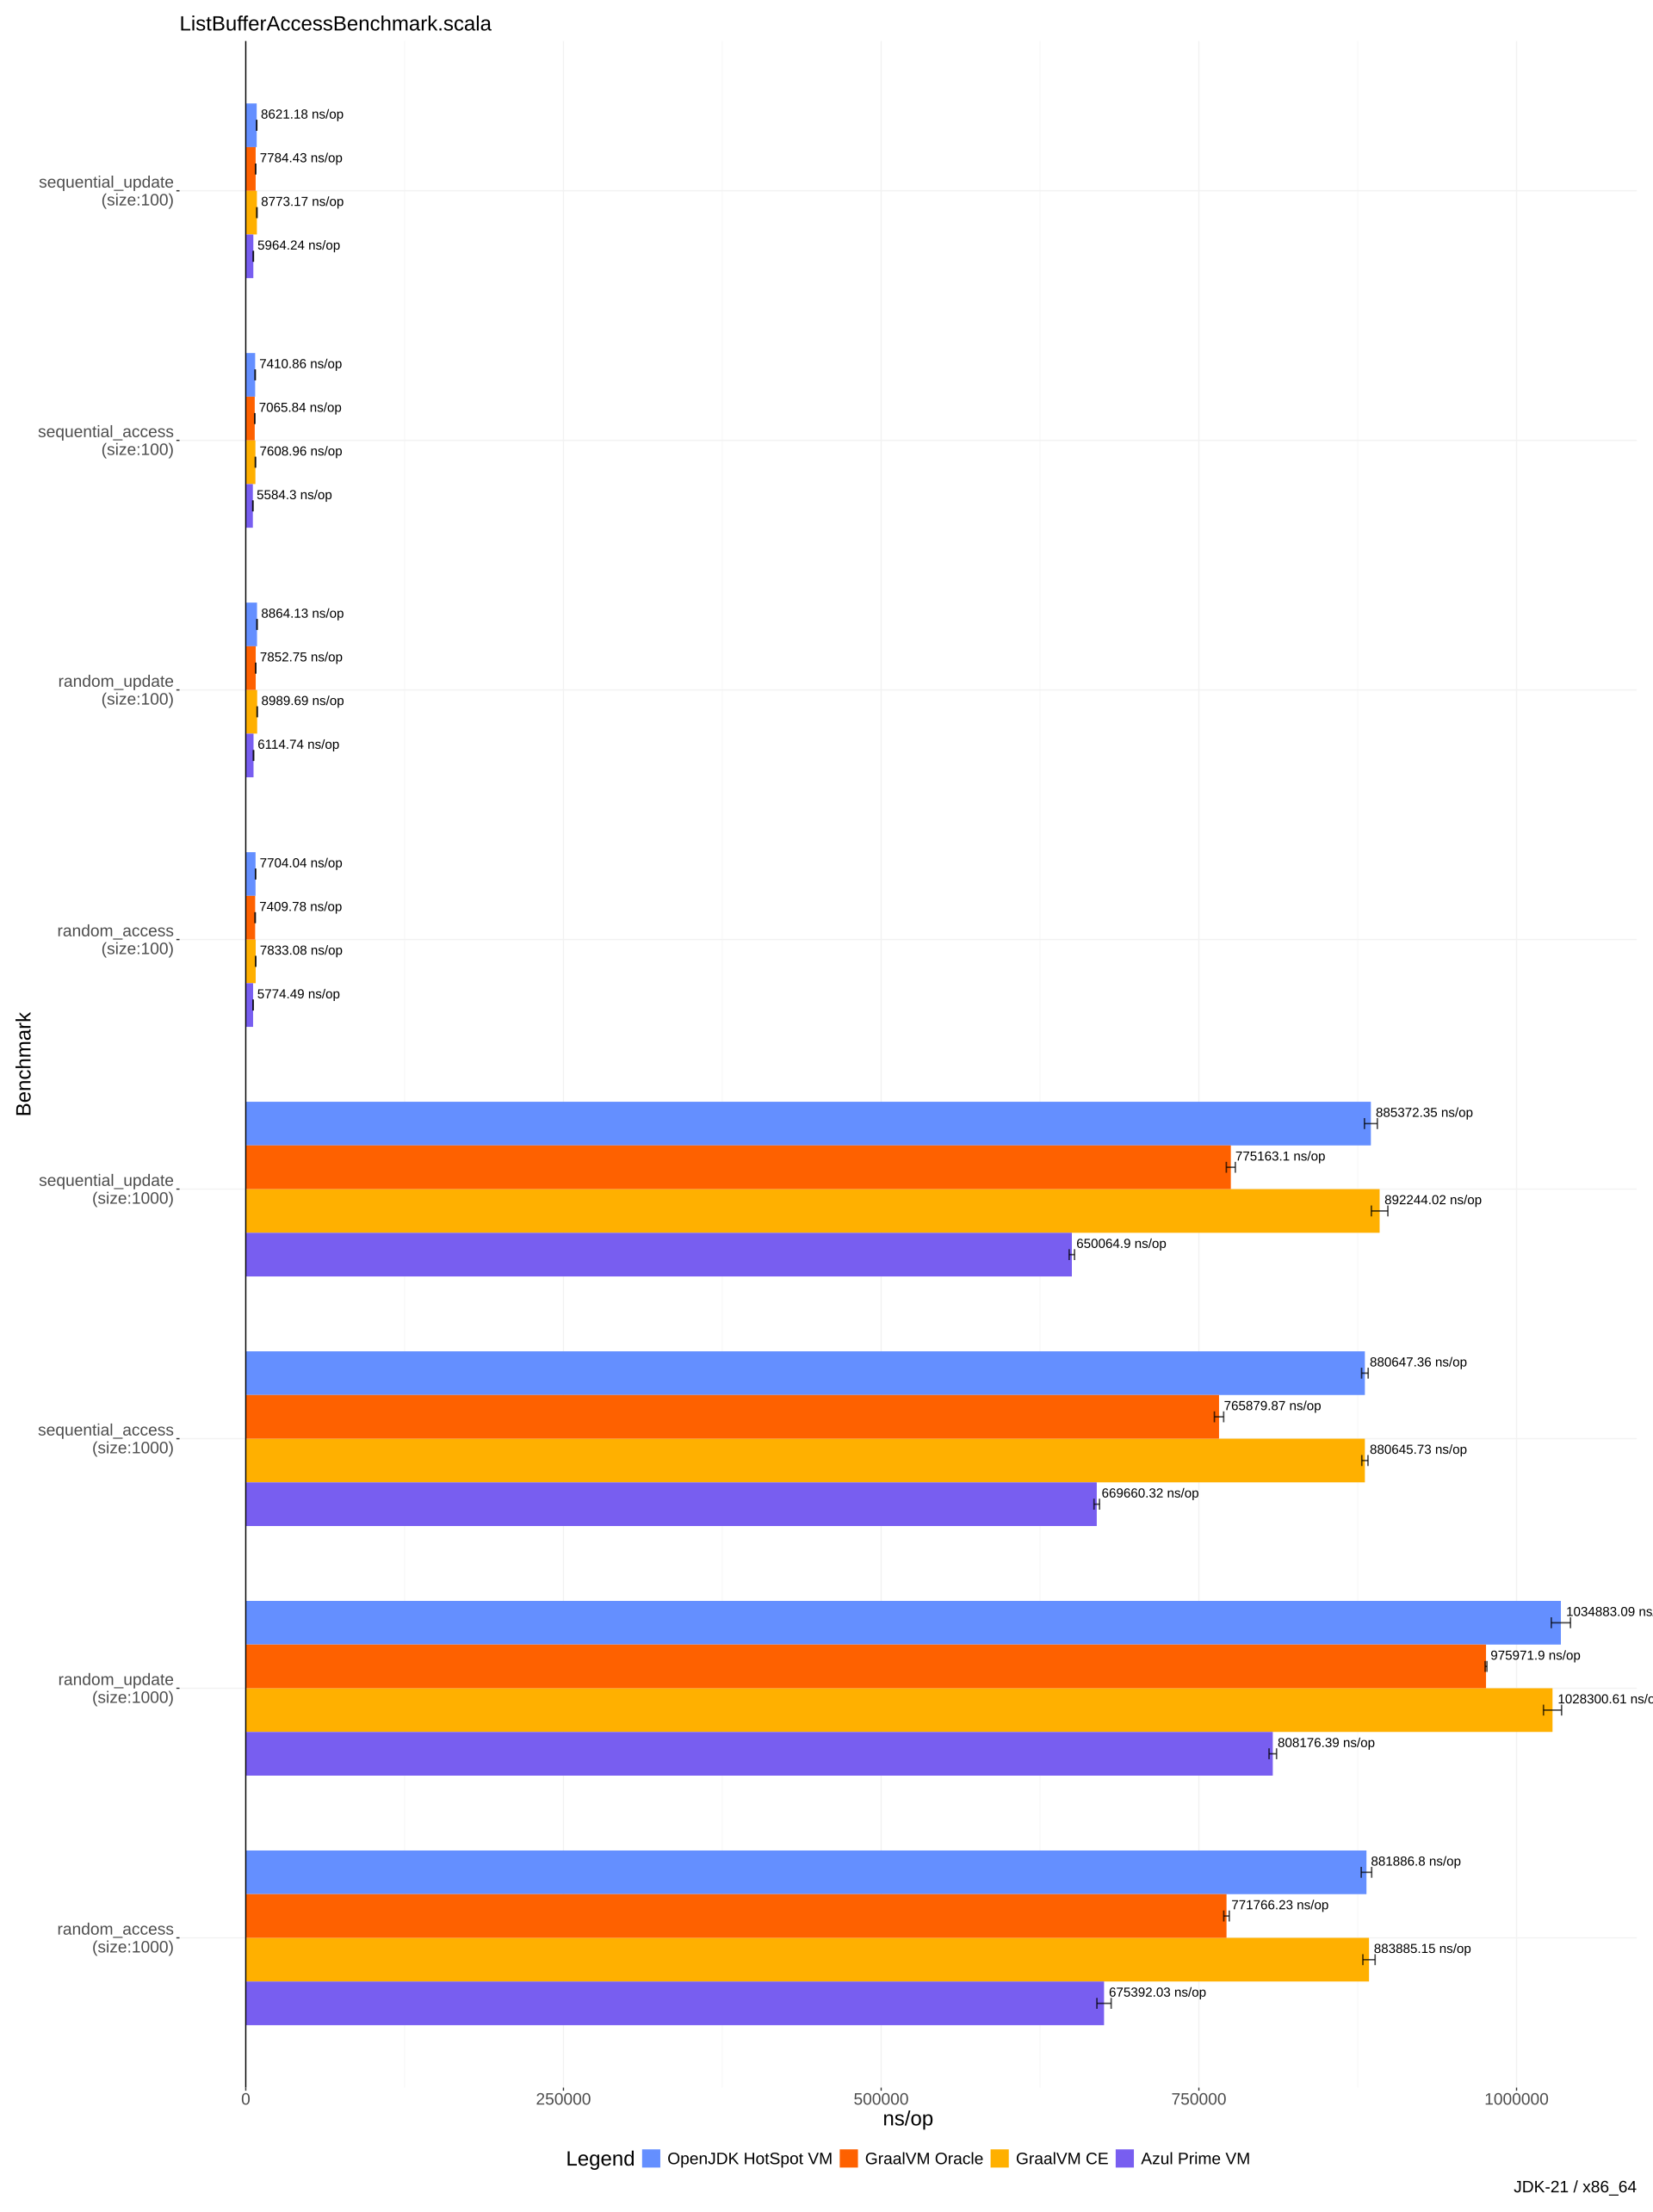 ListBufferAccessBenchmark.scala
sequential_update
(size:100)
8621.18 ns/op
7784.43 ns/op
8773.17 ns/op
5964.24 ns/op
sequential_access
(size:100)
7410.86 ns/op
7065.84 ns/op
7608.96 ns/op
5584.3 ns/op
random_update
(size:100)
8864.13 ns/op
7852.75 ns/op
8989.69 ns/op
6114.74 ns/op
random_access
(size:100)
7704.04 ns/op
7409.78 ns/op
7833.08 ns/op
5774.49 ns/op
Benchmark
sequential_update
(size:1000)
885372.35 ns/op
775163.1 ns/op
892244.02 ns/op
650064.9 ns/op
sequential_access
(size:1000)
880647.36 ns/op
765879.87 ns/op
880645.73 ns/op
669660.32 ns/op
random_update
(size:1000)
1034883.09 ns/
975971.9 ns/op
1028300.61 ns/o
808176.39 ns/op
random_access
(size:1000)
881886.8 ns/op
771766.23 ns/op
883885.15 ns/op
675392.03 ns/op
0 250000 500000 750000 1000000
ns/op
Legend OpenJDK HotSpot VM GraalVM Oracle GraalVM CE Azul Prime VM
JDK-21 / x86_64